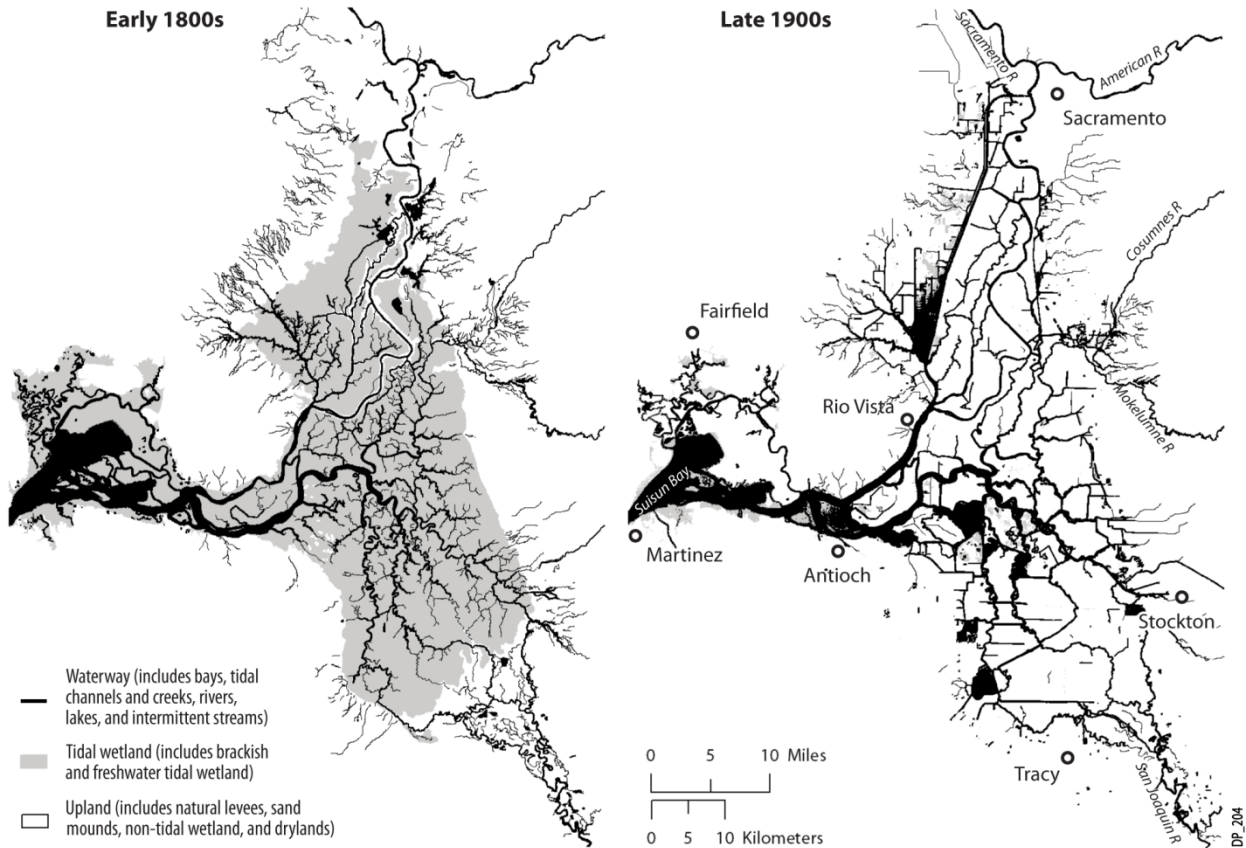 Early 1800s
Late 1900s
Sacramento R
American R
Sacramento
Cosumnes R
Fairfield
Rio Vista
Mokelumne R
Suisun Bay
Martinez
Antioch
Stockton
Waterway (includes bays, tidal
channels and creeks, rivers,
lakes, and intermittent streams)
Tidal wetland (includes brackish
and freshwater tidal wetland)
Upland (includes natural levees, sand
mounds, non-tidal wetland, and drylands)
0 5 10 Miles
0 5 10 Kilometers
Tracy
San Joaquin R
DP_204